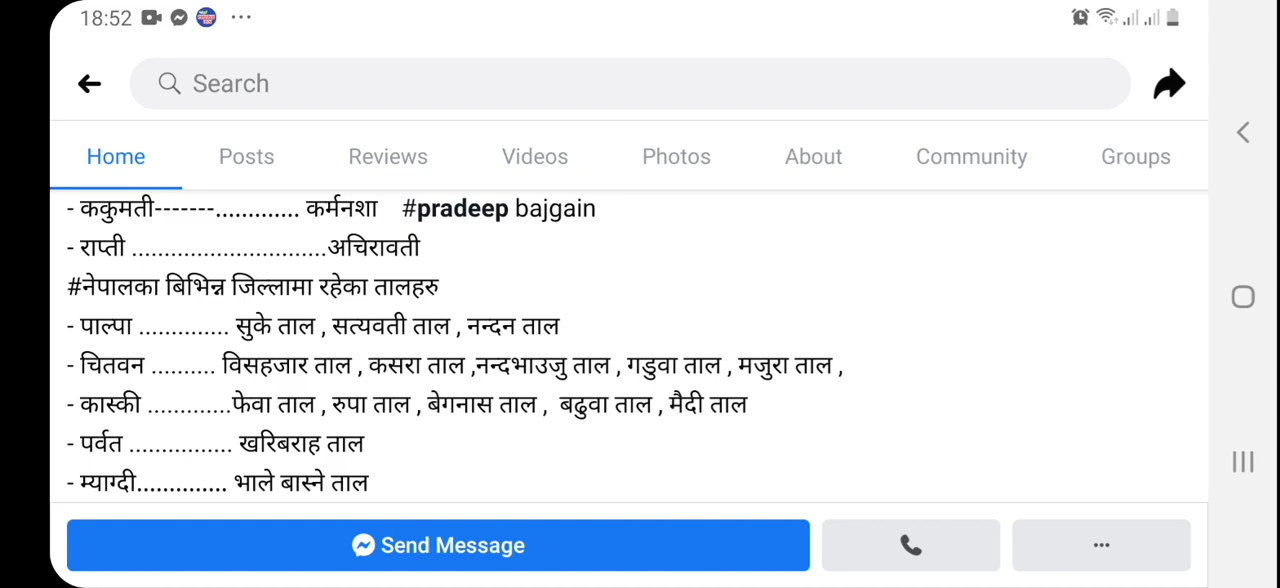 18:52
Search
Home Posts Reviews Videos Photos About Community Groups
- ककुमती-------............. कर्मनशा #pradeep bajgain
- राप्ती .............................अचिरावती
#नेपालका बिभिन्न जिल्लामा रहेका तालहरु
- पाल्पा .............. सुके ताल , सत्यवती ताल , नन्दन ताल
- चितवन .......... विसहजार ताल , कसरा ताल ,नन्दभाउजु ताल , गडुवा ताल , मजुरा ताल ,
- कास्की .............फेवा ताल , रुपा ताल , बेगनास ताल , बढुवा ताल , मैदी ताल
- पर्वत ................ खरिबराह ताल
- म्याग्दी.............. भाले बास्ने ताल
Send Message